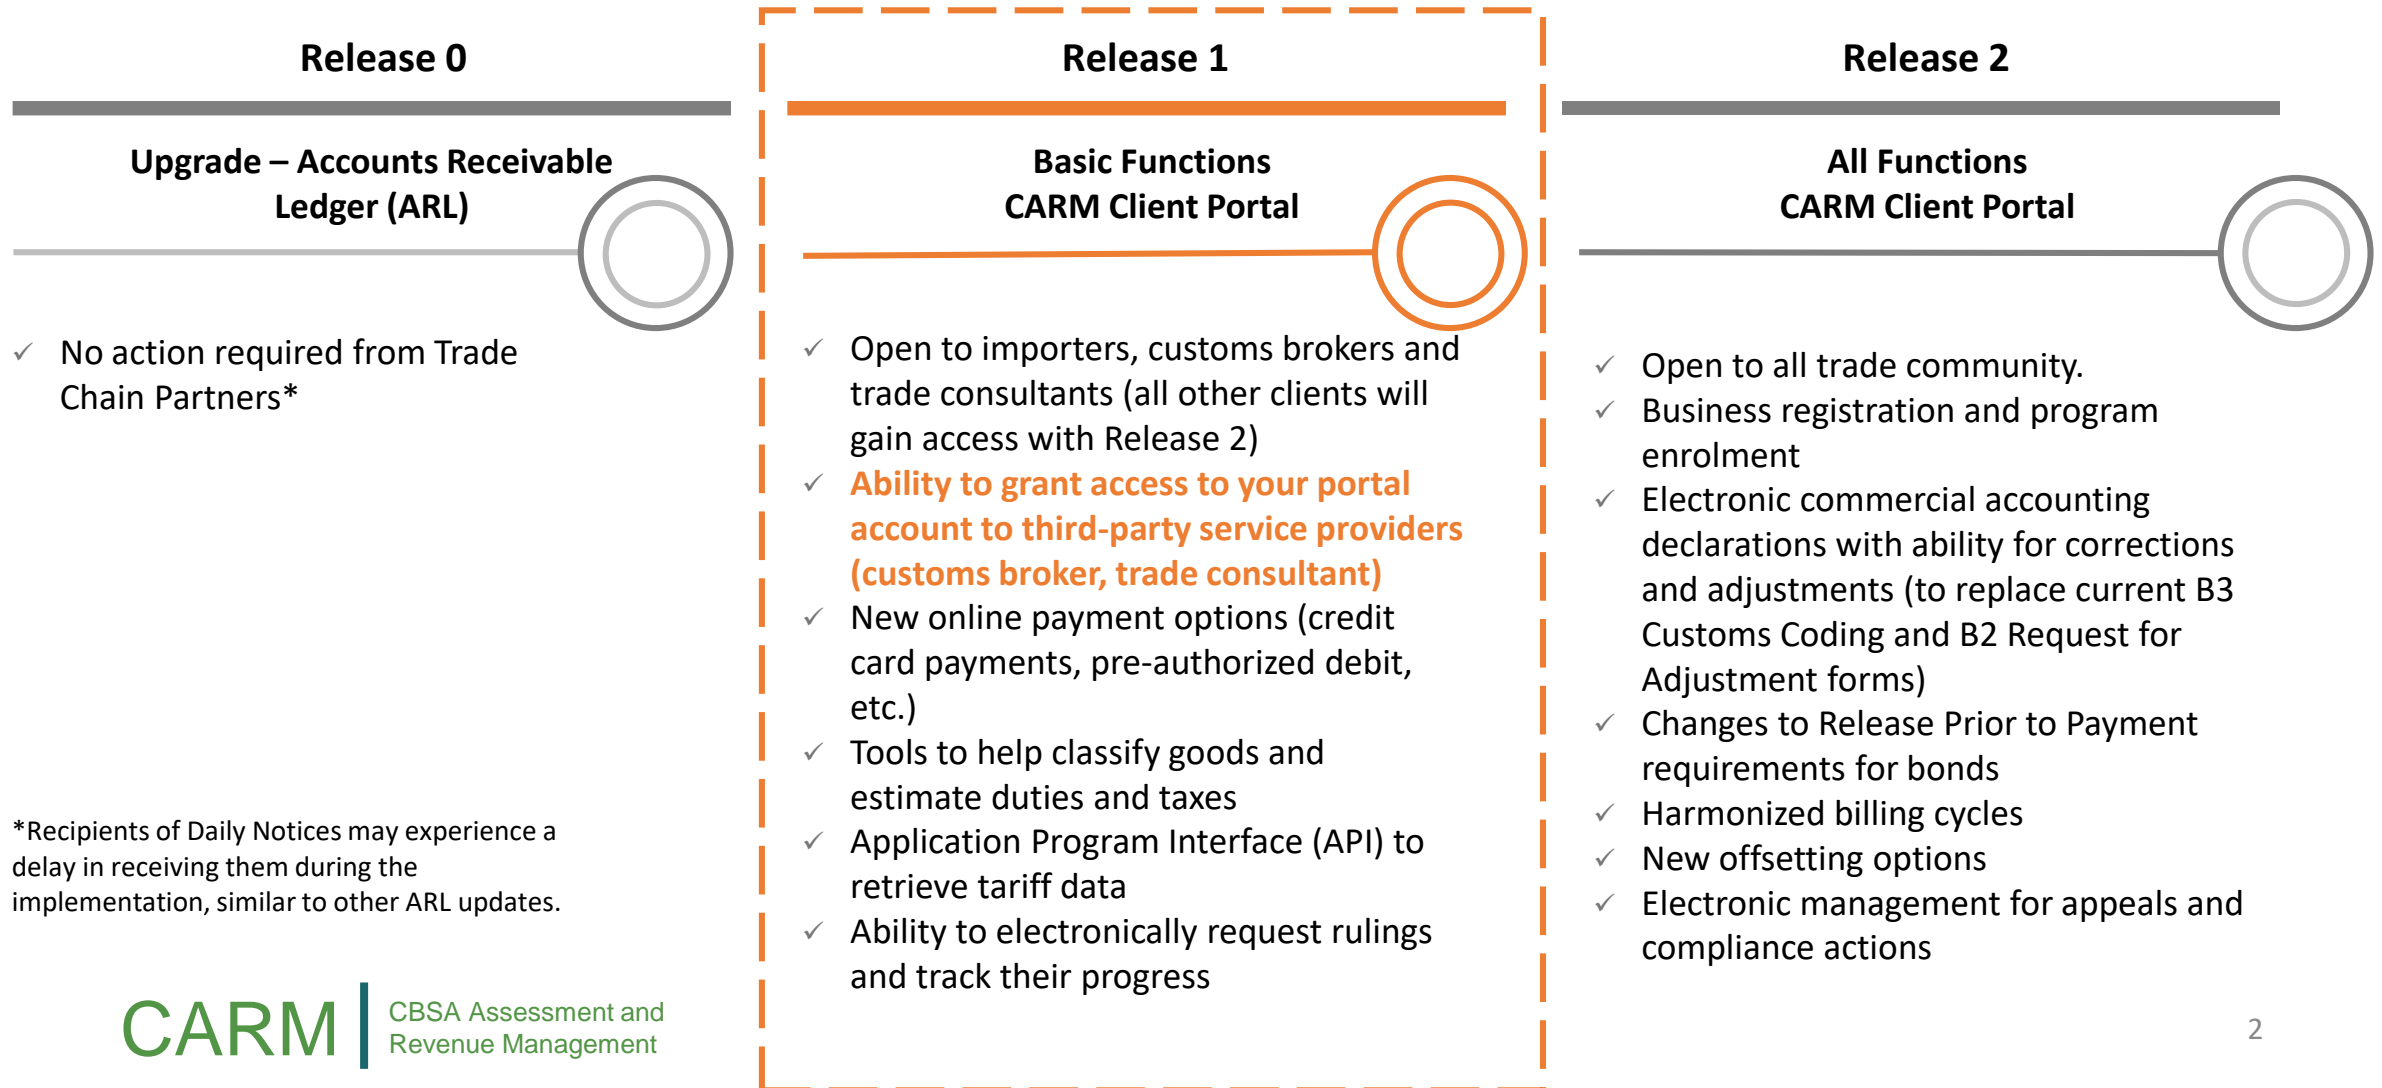 Release 0
Upgrade – Accounts Receivable
Ledger (ARL)
✓ No action required from Trade
Chain Partners*
*Recipients of Daily Notices may experience a
delay in receiving them during the
implementation, similar to other ARL updates.
CARM
CBSA Assessment and
Revenue Management
Release 1
Basic Functions
CARM Client Portal
✓ Open to importers, customs brokers and
trade consultants (all other clients will
gain access with Release 2)
✓ Ability to grant access to your portal
account to third-party service providers
(customs broker, trade consultant)
✓ New online payment options (credit
card payments, pre-authorized debit,
etc.)
✓ Tools to help classify goods and
estimate duties and taxes
✓ Application Program Interface (API) to
retrieve tariff data
✓ Ability to electronically request rulings
and track their progress
Release 2
All Functions
CARM Client Portal
✓ Open to all trade community.
✓ Business registration and program
enrolment
✓ Electronic commercial accounting
declarations with ability for corrections
and adjustments (to replace current B3
Customs Coding and B2 Request for
Adjustment forms)
✓ Changes to Release Prior to Payment
requirements for bonds
✓ Harmonized billing cycles
✓ New offsetting options
✓ Electronic management for appeals and
compliance actions
2